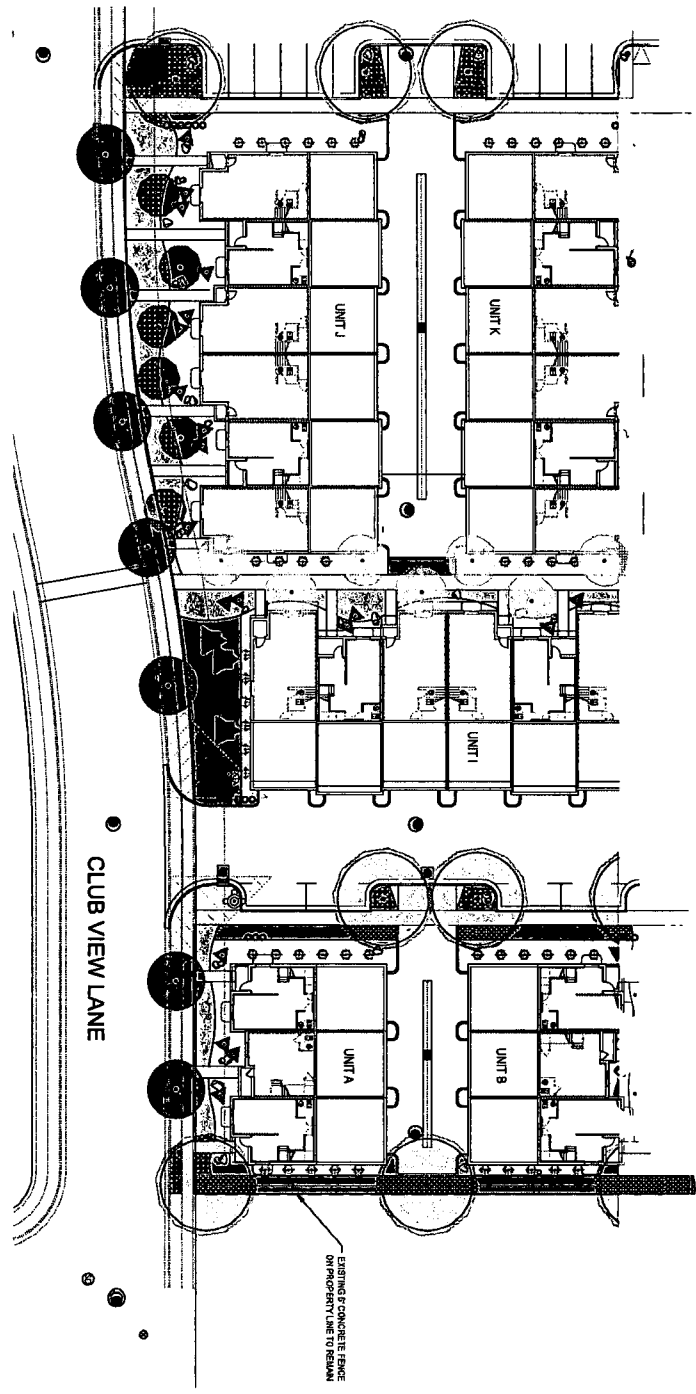 UNIT J
UNIT K
UNIT I
CLUB VIEW LANE
UNIT A
UNIT B
EXISTING 6' CONCRETE FENCE
ON PROPERTY LINE TO REMAIN